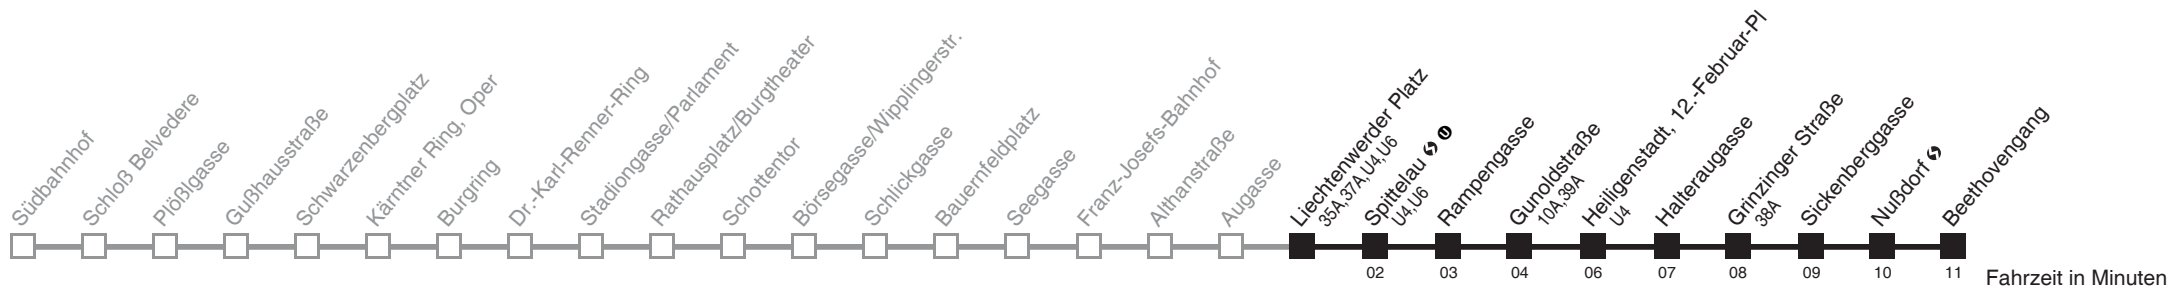 Südbahnhof
Schloß Belvedere
Plößlgasse
Gußhausstraße
Schwarzenbergplatz
Kärntner Ring, Oper
Burgring
Dr.-Karl-Renner-Ring
Stadiongasse/Parlament
Rathausplatz/Burgtheater
Schottentor
Börsegasse/Wipplingerstr.
Schlickgasse
Bauernfeldplatz
Seegasse
Franz-Josefs-Bahnhof
Althanstraße
Augasse
Liechtenwerder Platz
35A,37A,U4,U6
Spittelau S U
U4,U6
Rampengasse
Gunoldstraße
10A,39A
Heiligenstadt, 12.-Februar-Pl
U4
Halteraugasse
Grinzinger Straße
38A
Sickenberggasse
Nußdorf S
Beethovengang
02 03 04 06 07 08 09 10 11 Fahrzeit in Minuten